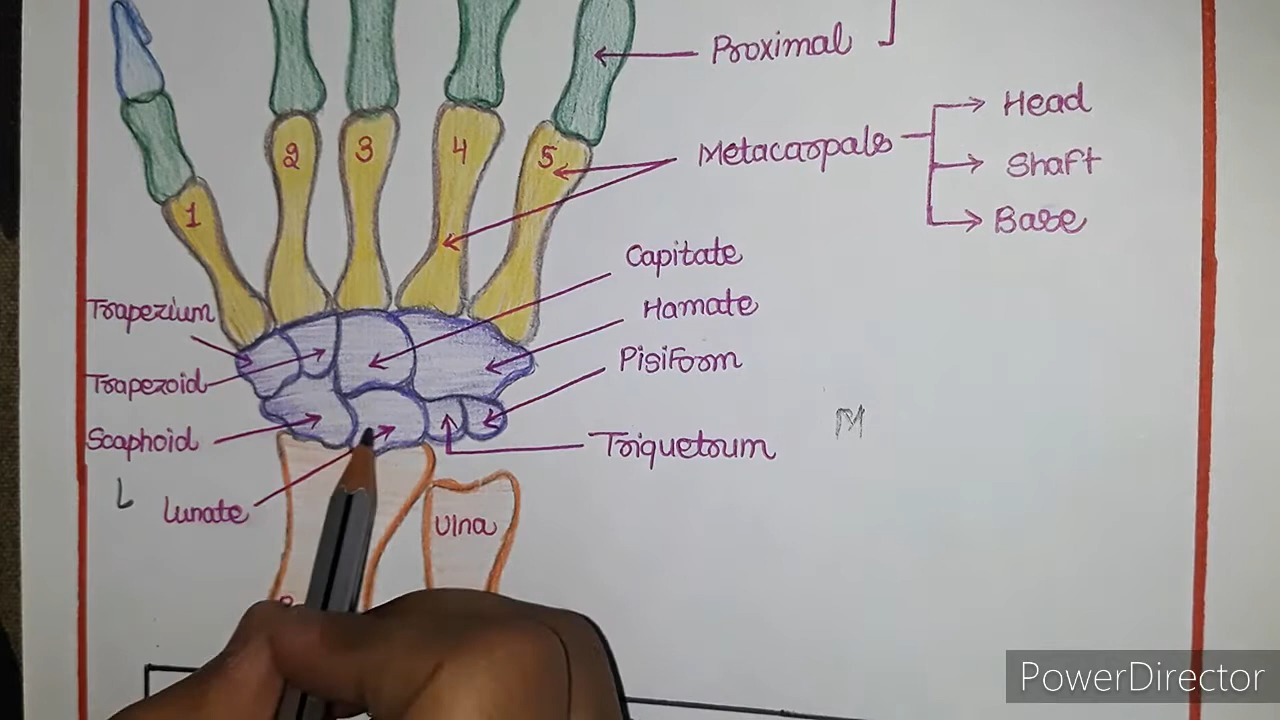 Proximal
Head
Metacarpals
Shaft
Base
1
2
3
4
5
Capitate
Hamate
Trapezium
Pisiform
Trapezoid
Scaphoid
Triquetrum
M
L
Lunate
Ulna
PowerDirector